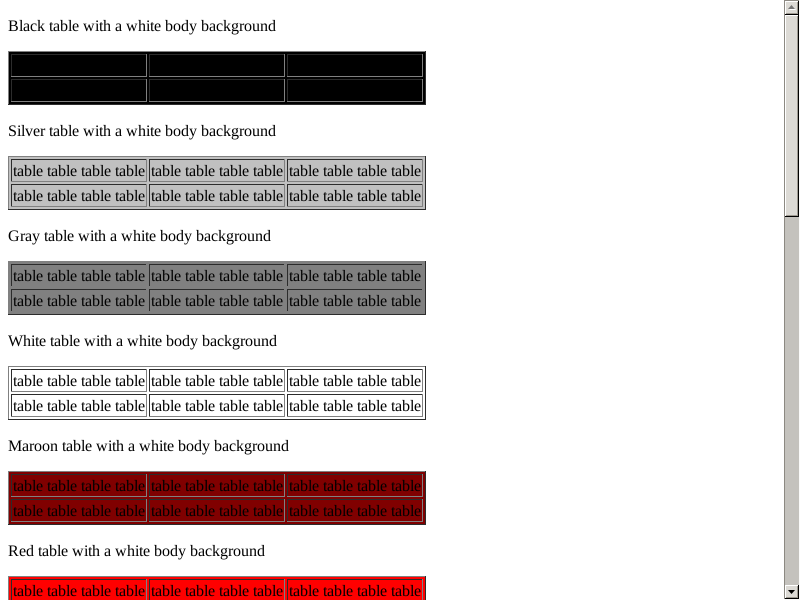 Black table with a white body background
Silver table with a white body background
table table table table table table table table table table table table
table table table table table table table table table table table table
Gray table with a white body background
table table table table table table table table table table table table
table table table table table table table table table table table table
White table with a white body background
table table table table table table table table table table table table
table table table table table table table table table table table table
Maroon table with a white body background
table table table table table table table table table table table table
table table table table table table table table table table table table
Red table with a white body background
table table table table table table table table table table table table